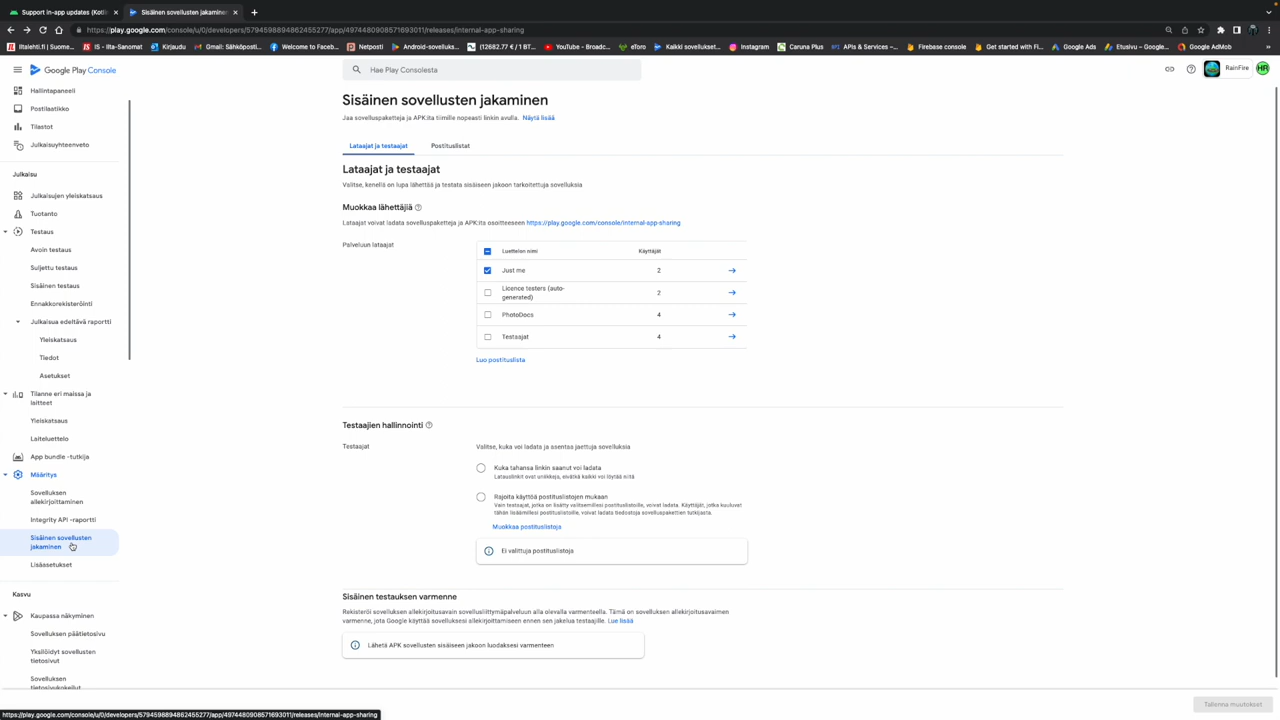 Support in-app updates (Kotli
Sisäinen sovellusten jakamine
https://play.google.com/console/u/0/developers/5794598894862455277/app/4974480908571693011/releases/internal-app-sharing
Iltalehti.fi | Suome...
IS - Ilta-Sanomat
Kirjaudu
Gmail: Sähköposti...
Welcome to Faceb...
Netposti
Android-sovelluks...
(12682.77 €) | 1 BT...
YouTube – Broadc...
eToro
Kaikki sovellukset...
Instagram
Caruna Plus
APIs & Services –...
Firebase console
Get started with Fi...
Google Ads
Etusivu – Googlen...
Google AdMob
Google Play Console
Hae Play Consolesta
RainFire
HR
Hallintapaneeli
Postilaatikko
Tilastot
Julkaisuyhteenveto
Julkaisu
Julkaisujen yleiskatsaus
Tuotanto
Testaus
Avoin testaus
Suljettu testaus
Sisäinen testaus
Ennakkorekisteröinti
Julkaisua edeltävä raportti
Yleiskatsaus
Tiedot
Asetukset
Tilanne eri maissa ja
laitteet
Yleiskatsaus
Laiteluettelo
App bundle -tutkija
Määritys
Sovelluksen
allekirjoittaminen
Integrity API -raportti
Sisäinen sovellusten
jakaminen
Lisäasetukset
Kasvu
Kaupassa näkyminen
Sovelluksen päätietosivu
Yksilöidyt sovellusten
tietosivut
Sovelluksen
tietosivukokeilut
Sisäinen sovellusten jakaminen
Jaa sovelluspaketteja ja APK:ita tiimille nopeasti linkin avulla. Näytä lisää
Lataajat ja testaajat
Postituslistat
Lataajat ja testaajat
Valitse, kenellä on lupa lähettää ja testata sisäiseen jakoon tarkoitettuja sovelluksia
Muokkaa lähettäjiä
Lataajat voivat ladata sovelluspaketteja ja APK:ita osoitteeseen https://play.google.com/console/internal-app-sharing
Palveluun lataajat
Luettelon nimi
Käyttäjät
Just me
2
Licence testers (auto-
generated)
2
PhotoDocs
4
Testaajat
4
Luo postituslista
Testaajien hallinnointi
Testaajat
Valitse, kuka voi ladata ja asentaa jaettuja sovelluksia
Kuka tahansa linkin saanut voi ladata
Latauslinkit ovat uniikkeja, eivätkä kaikki voi löytää niitä
Rajoita käyttöä postituslistojen mukaan
Vain testaajat, jotka on lisätty valitsemillesi postituslistoille, voivat ladata. Käyttäjät, jotka kuuluvat
tähän lisäämillesi postituslistoille, voivat ladata tiedostoja sovelluspakettien tutkijasta.
Muokkaa postituslistoja
Ei valittuja postituslistoja
Sisäinen testauksen varmenne
Rekisteröi sovelluksen allekirjoitusavain sovellusliittymäpalveluun alla olevalla varmenteella. Tämä on sovelluksen allekirjoitusavaimen
varmenne, jota Google käyttää sovelluksesi allekirjoittamiseen ennen sen jakelua testaajille. Lue lisää
Lähetä APK sovellusten sisäiseen jakoon luodaksesi varmenteen
Tallenna muutokset
https://play.google.com/console/u/0/developers/5794598894862455277/app/4974480908571693011/releases/internal-app-sharing